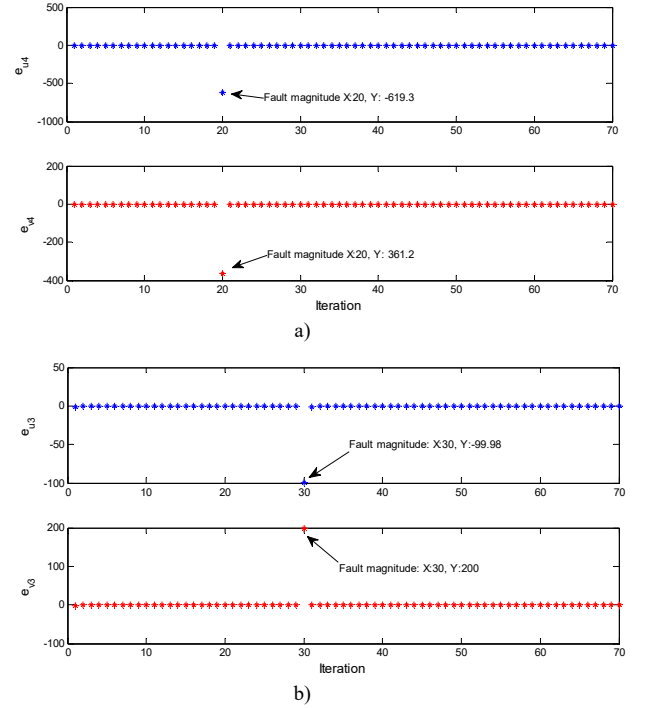 500
0
-500
-1000
e_u4
Fault magnitude X:20, Y: -619.3
0 10 20 30 40 50 60 70
200
0
-200
-400
e_v4
Fault magnitude X:20, Y: 361.2
0 10 20 30 40 50 60 70
Iteration
a)
50
0
-50
-100
e_u3
Fault magnitude: X:30, Y:-99.98
0 10 20 30 40 50 60 70
200
100
0
-100
e_v3
Fault magnitude: X:30, Y:200
0 10 20 30 40 50 60 70
Iteration
b)